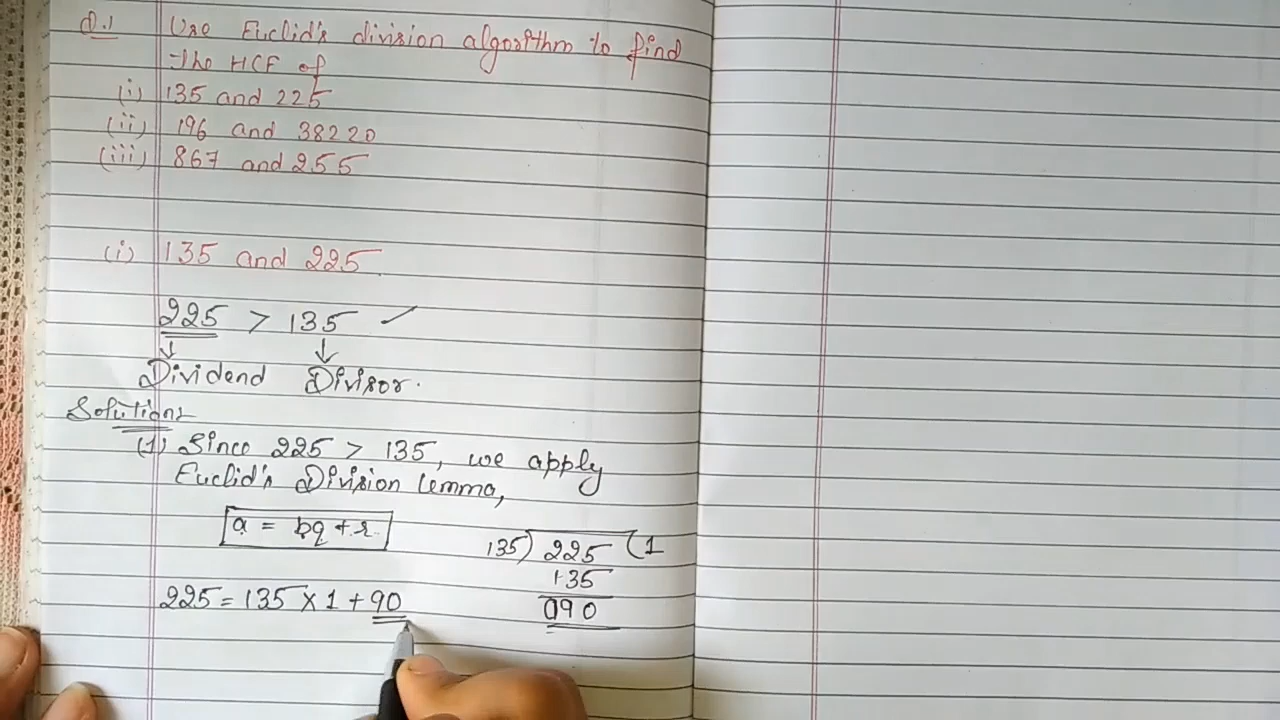 Q.1 Use Euclid's division algorithm to find
the HCF of
(i) 135 and 225
(ii) 196 and 38220
(iii) 867 and 255
(i) 135 and 225
225 > 135
Dividend Divisor.
Solution:
(1) Since 225 > 135, we apply
Euclid's Division lemma,
a = bq + r
135) 225 (1
135
090
225 = 135 × 1 + 90